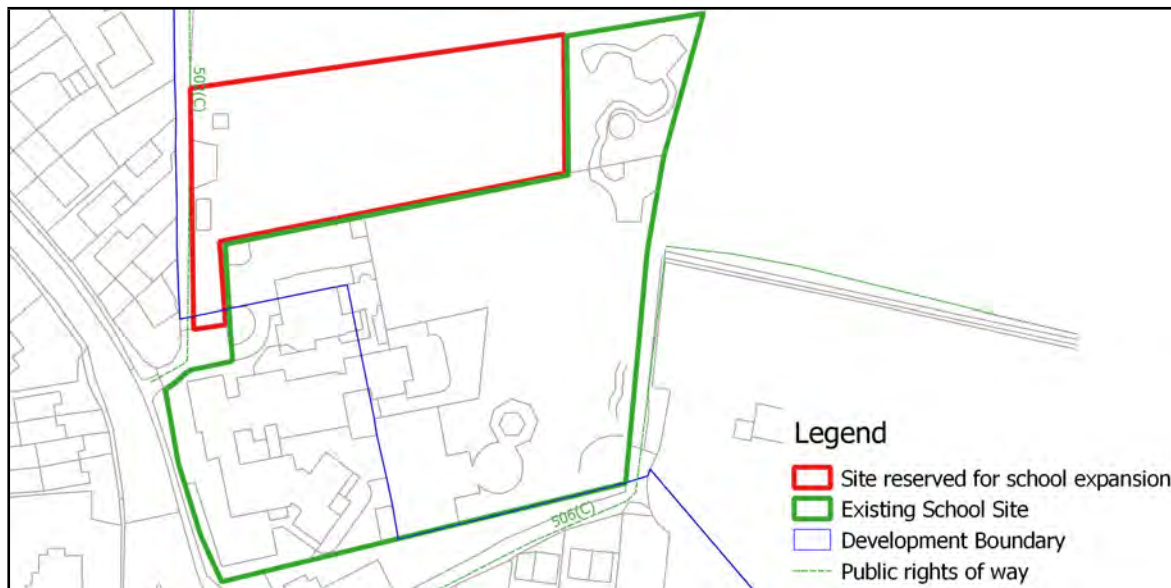 506(C)
Legend
Site reserved for school expansion
Existing School Site
Development Boundary
Public rights of way